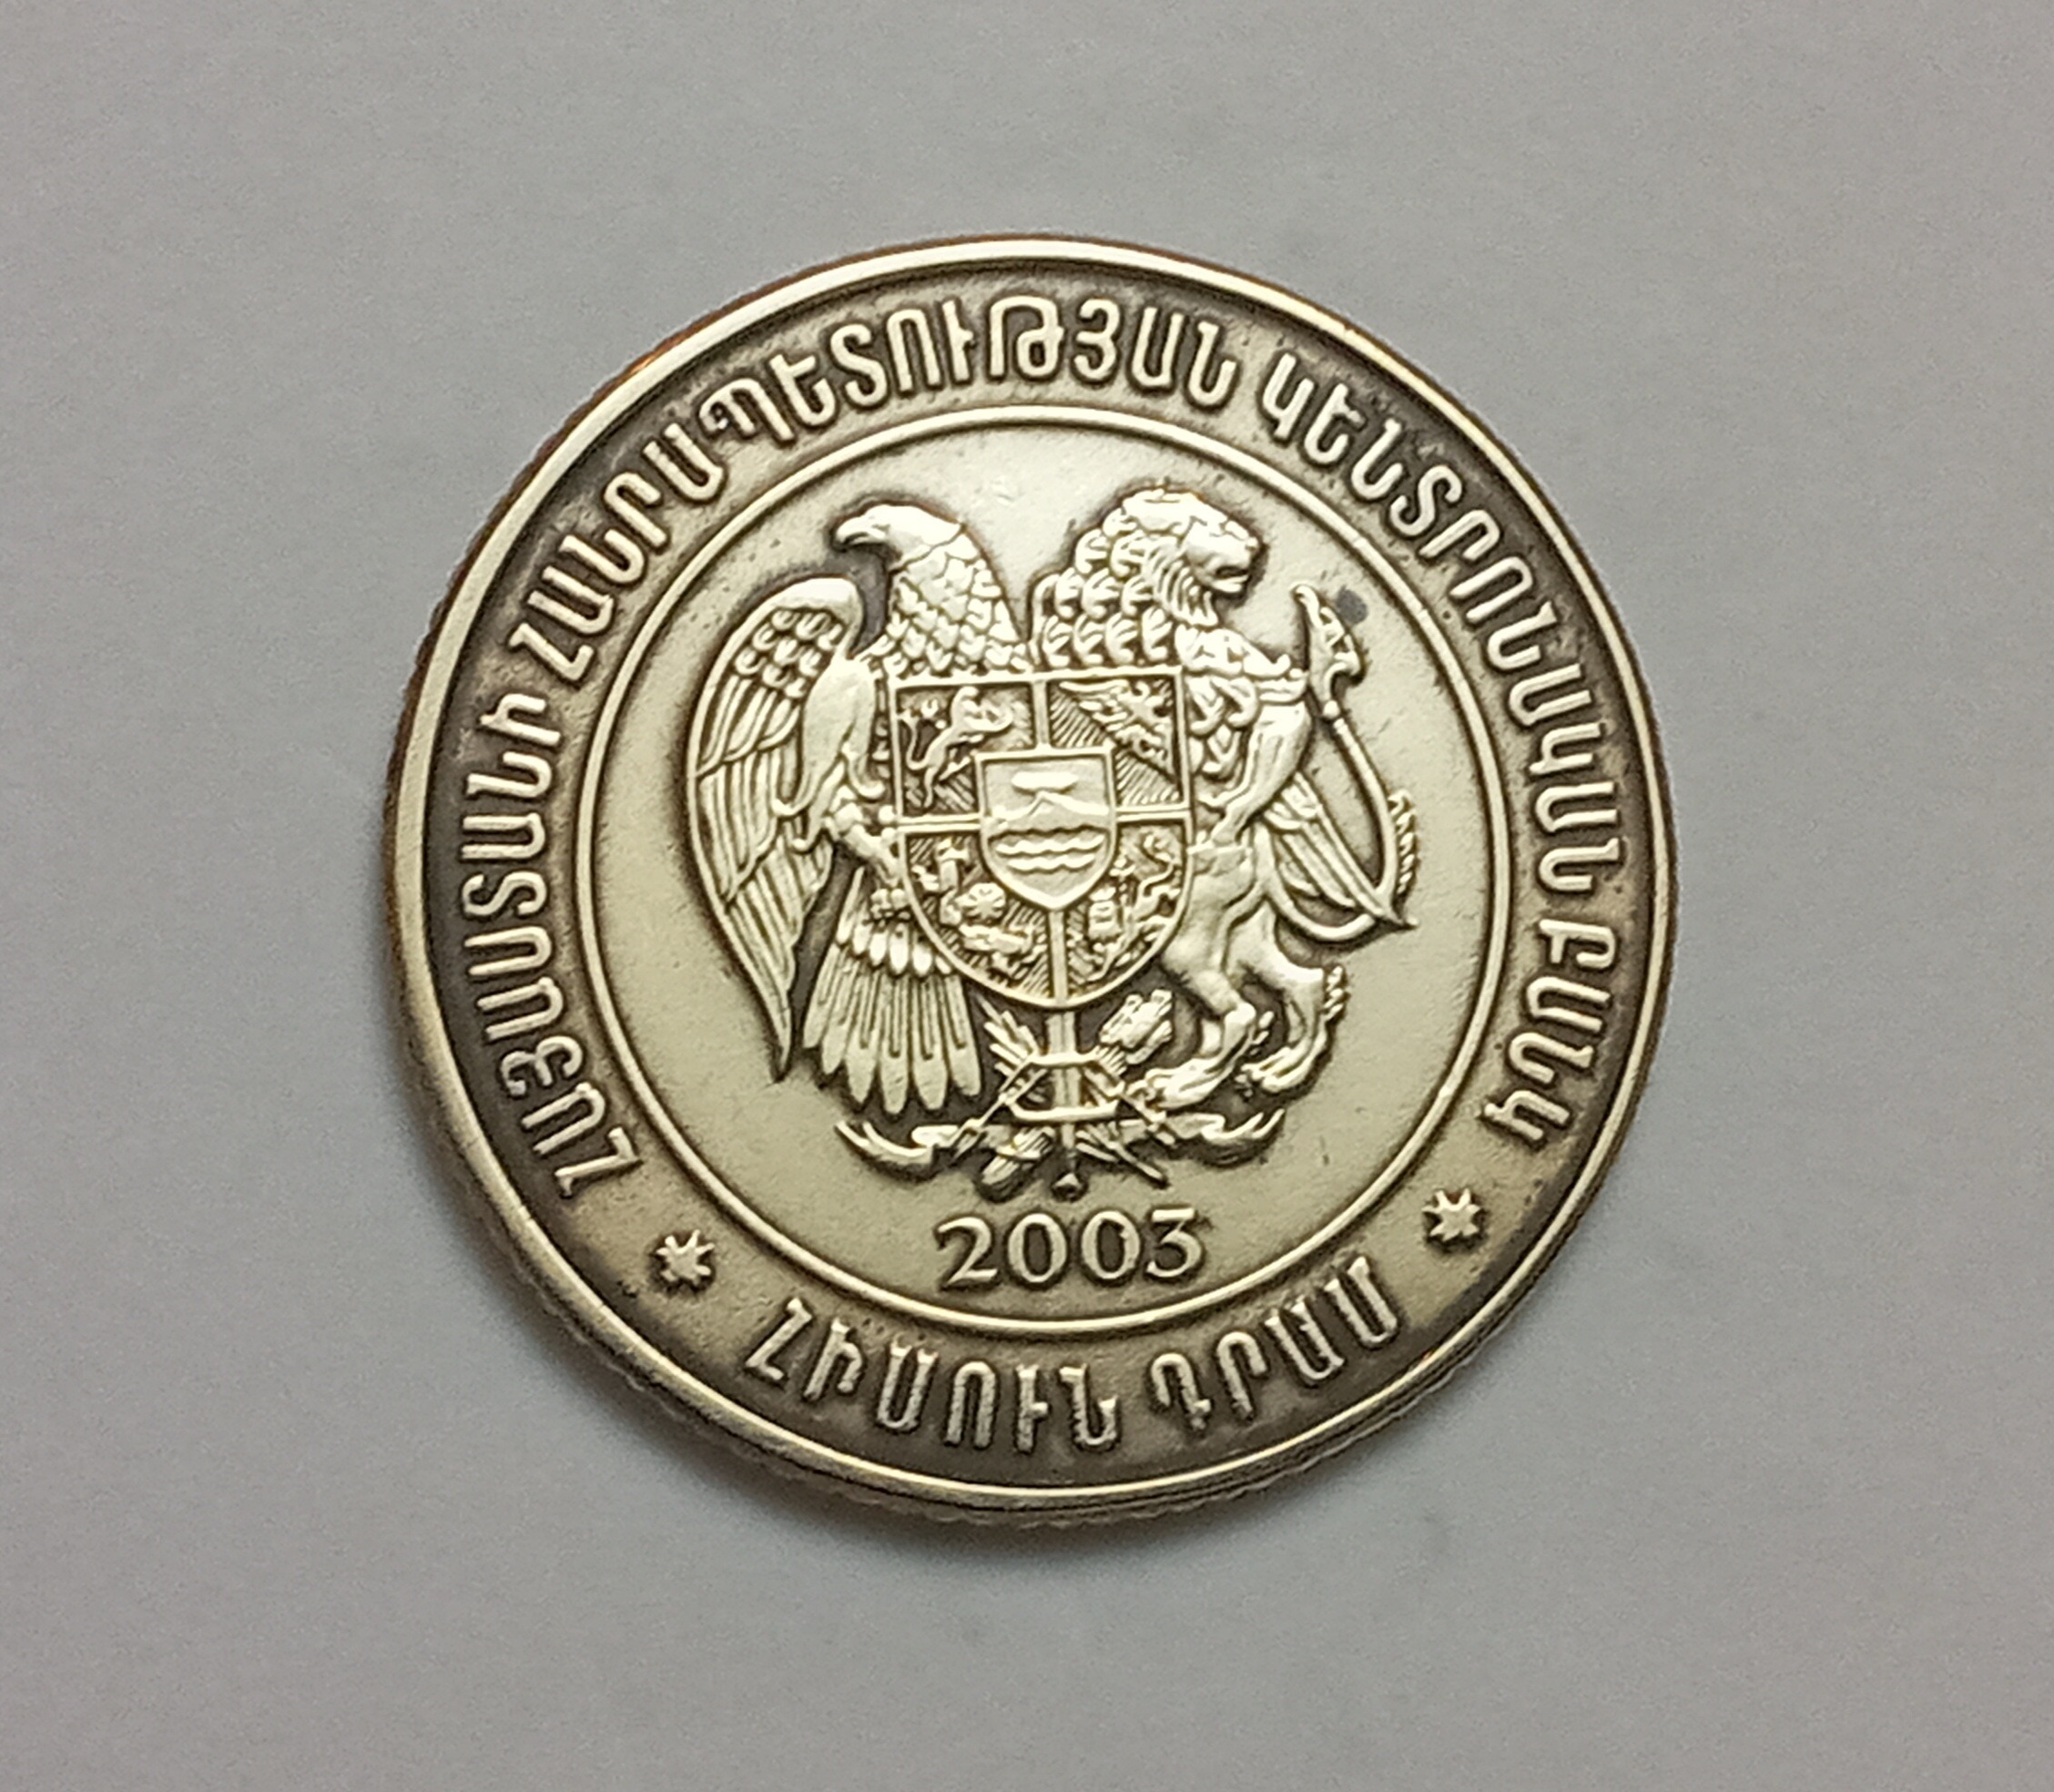 ՀԱՅԱՍՏԱՆԻ ՀԱՆՐԱՊԵՏՈՒԹՅԱՆ ԿԵՆՏՐՈՆԱԿԱՆ ԲԱՆԿ
2003
ՀԻՍՈՒՆ ԴՐԱՄ